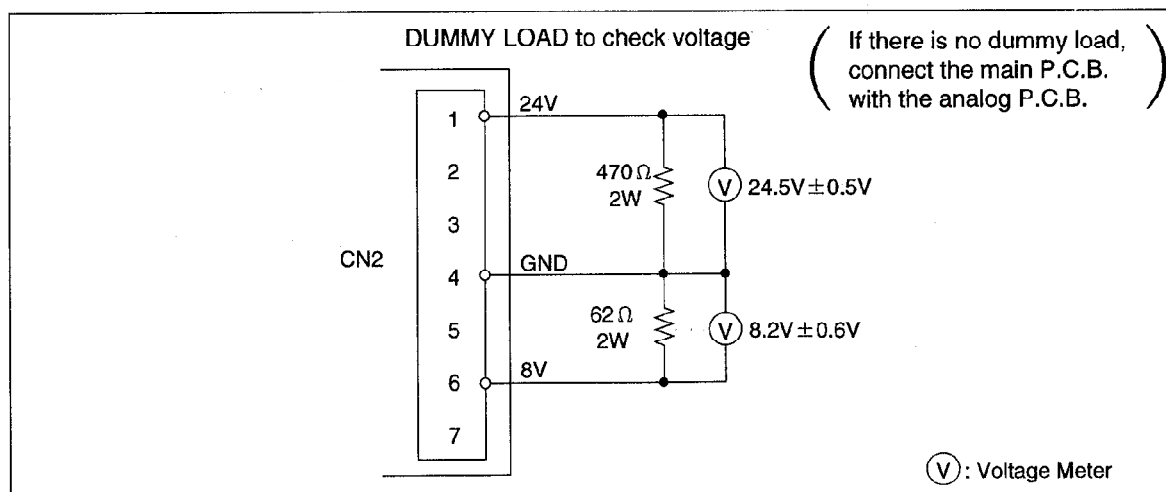 DUMMY LOAD to check voltage
If there is no dummy load,
connect the main P.C.B.
with the analog P.C.B.
CN2
1
2
3
4
5
6
7
24V
GND
8V
470Ω
2W
24.5V±0.5V
62Ω
2W
8.2V±0.6V
V
V
V : Voltage Meter